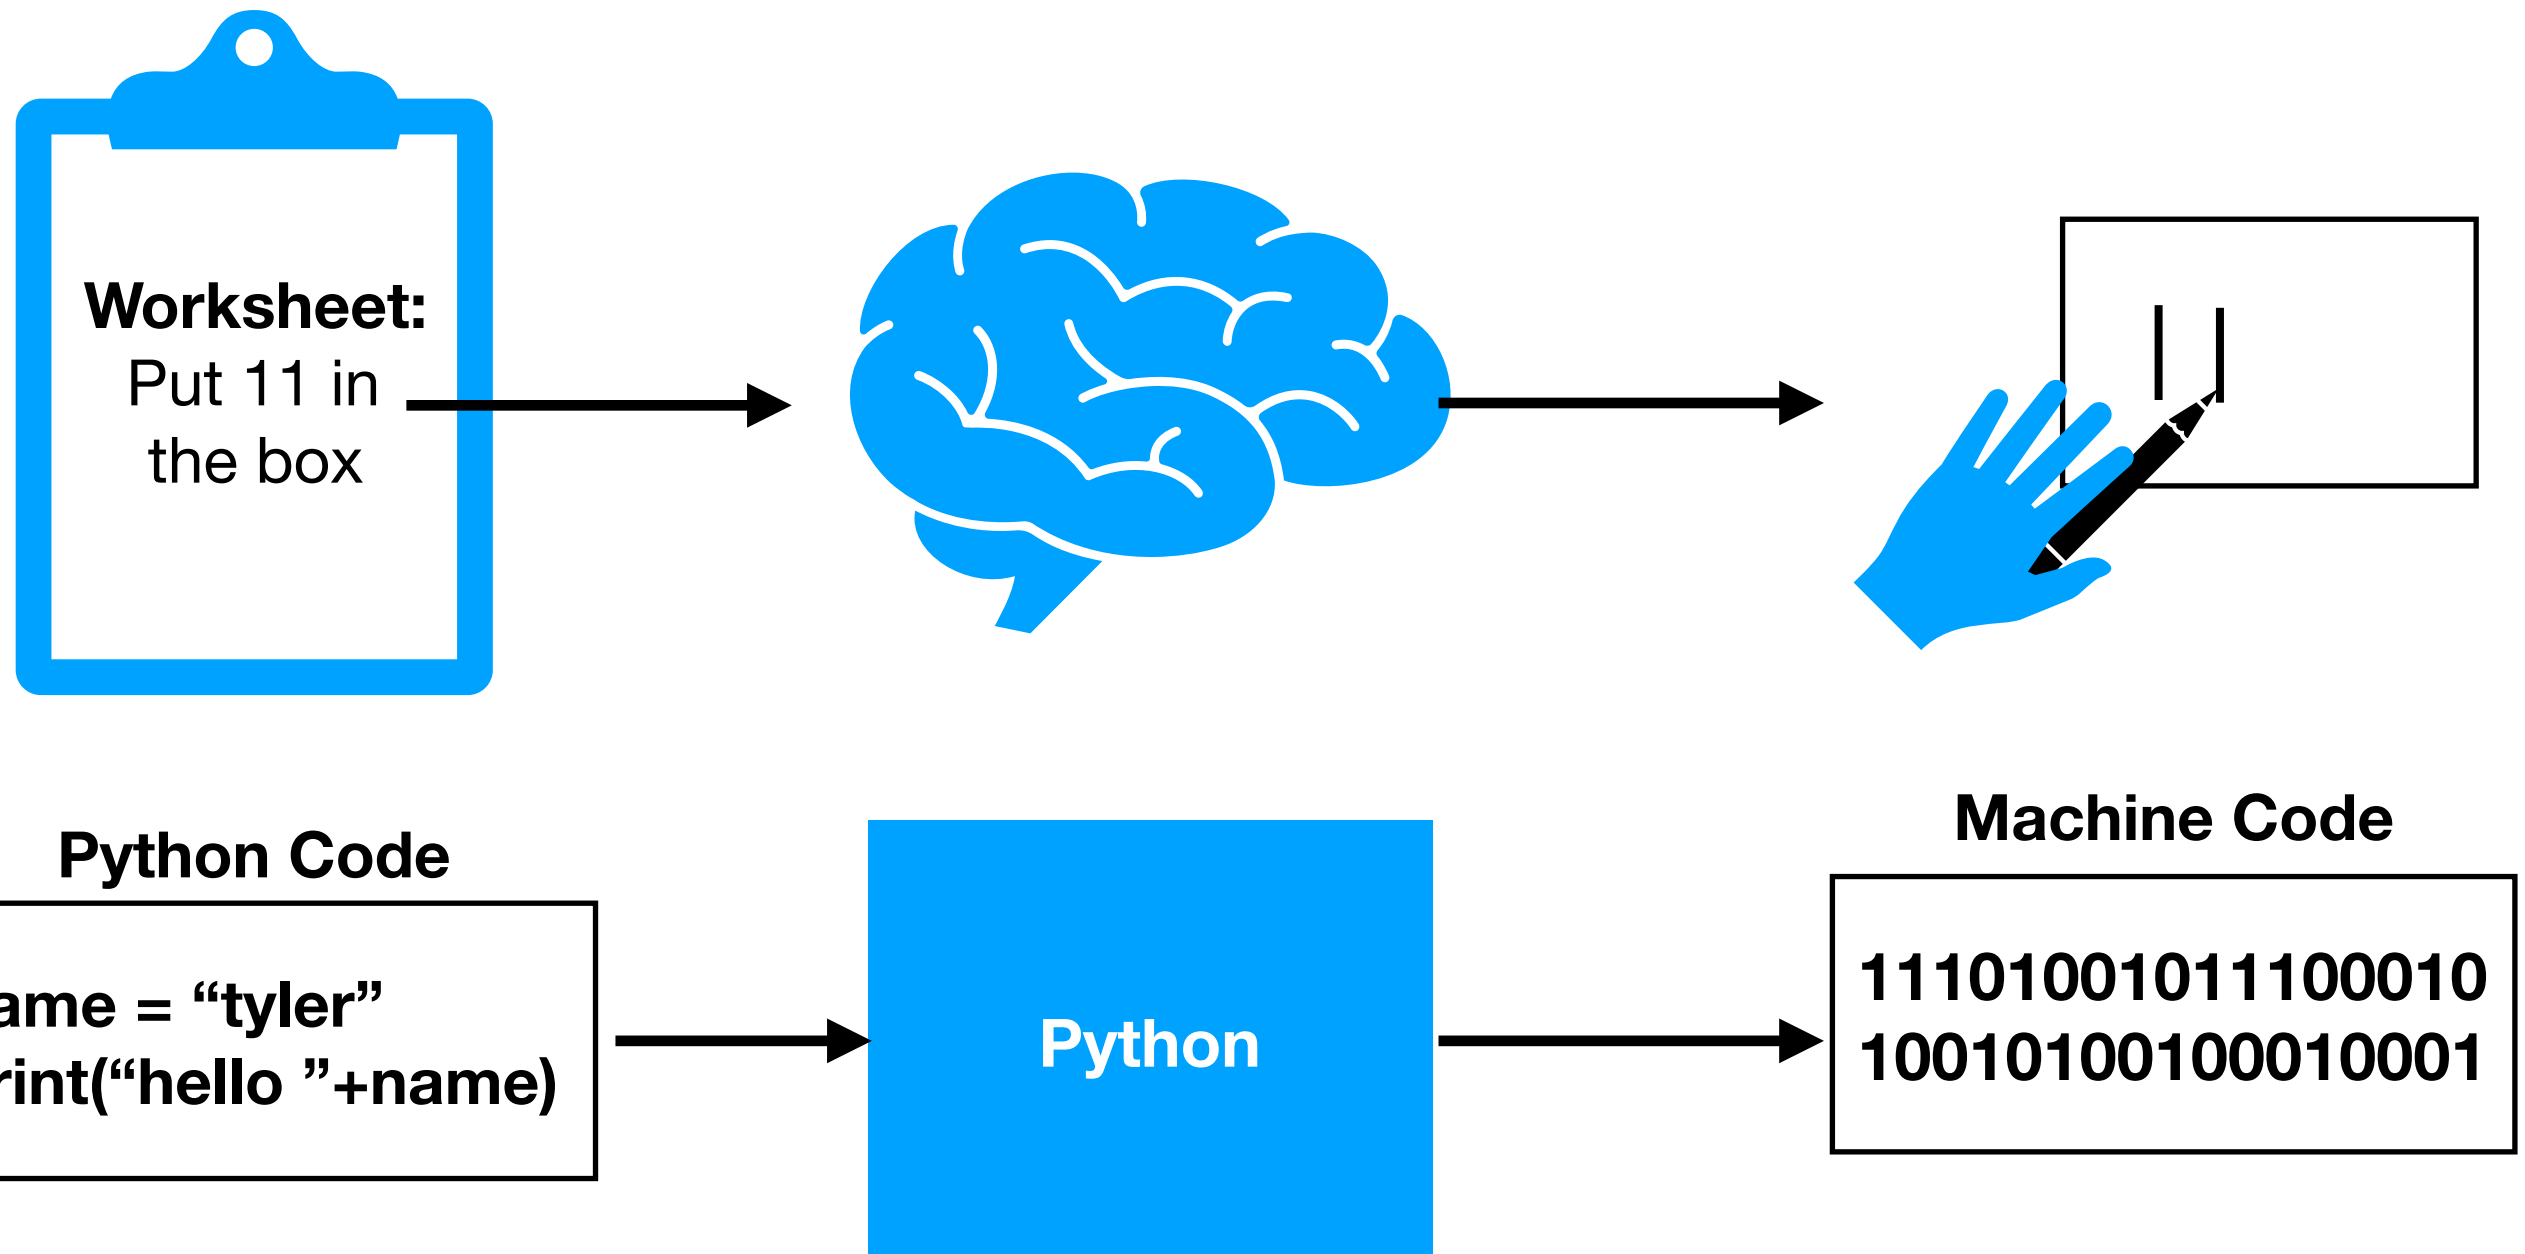 Worksheet:
Put 11 in
the box
Python Code
ame = “tyler”
rint(“hello ”+name)
Python
Machine Code
11101001011100010
10010100100010001